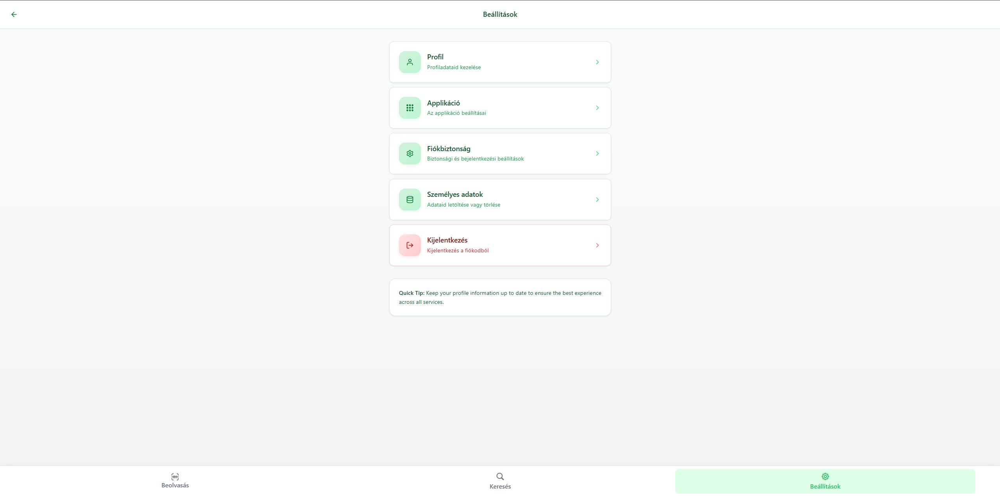 Beállítások
Profil
Profiladataid kezelése
Applikáció
Az applikáció beállításai
Fiókbiztonság
Biztonsági és bejelentkezési beállítások
Személyes adatok
Adataid letöltése vagy törlése
Kijelentkezés
Kijelentkezés a fiókodból
Quick Tip: Keep your profile information up to date to ensure the best experience
across all services.
Beolvasás
Keresés
Beállítások